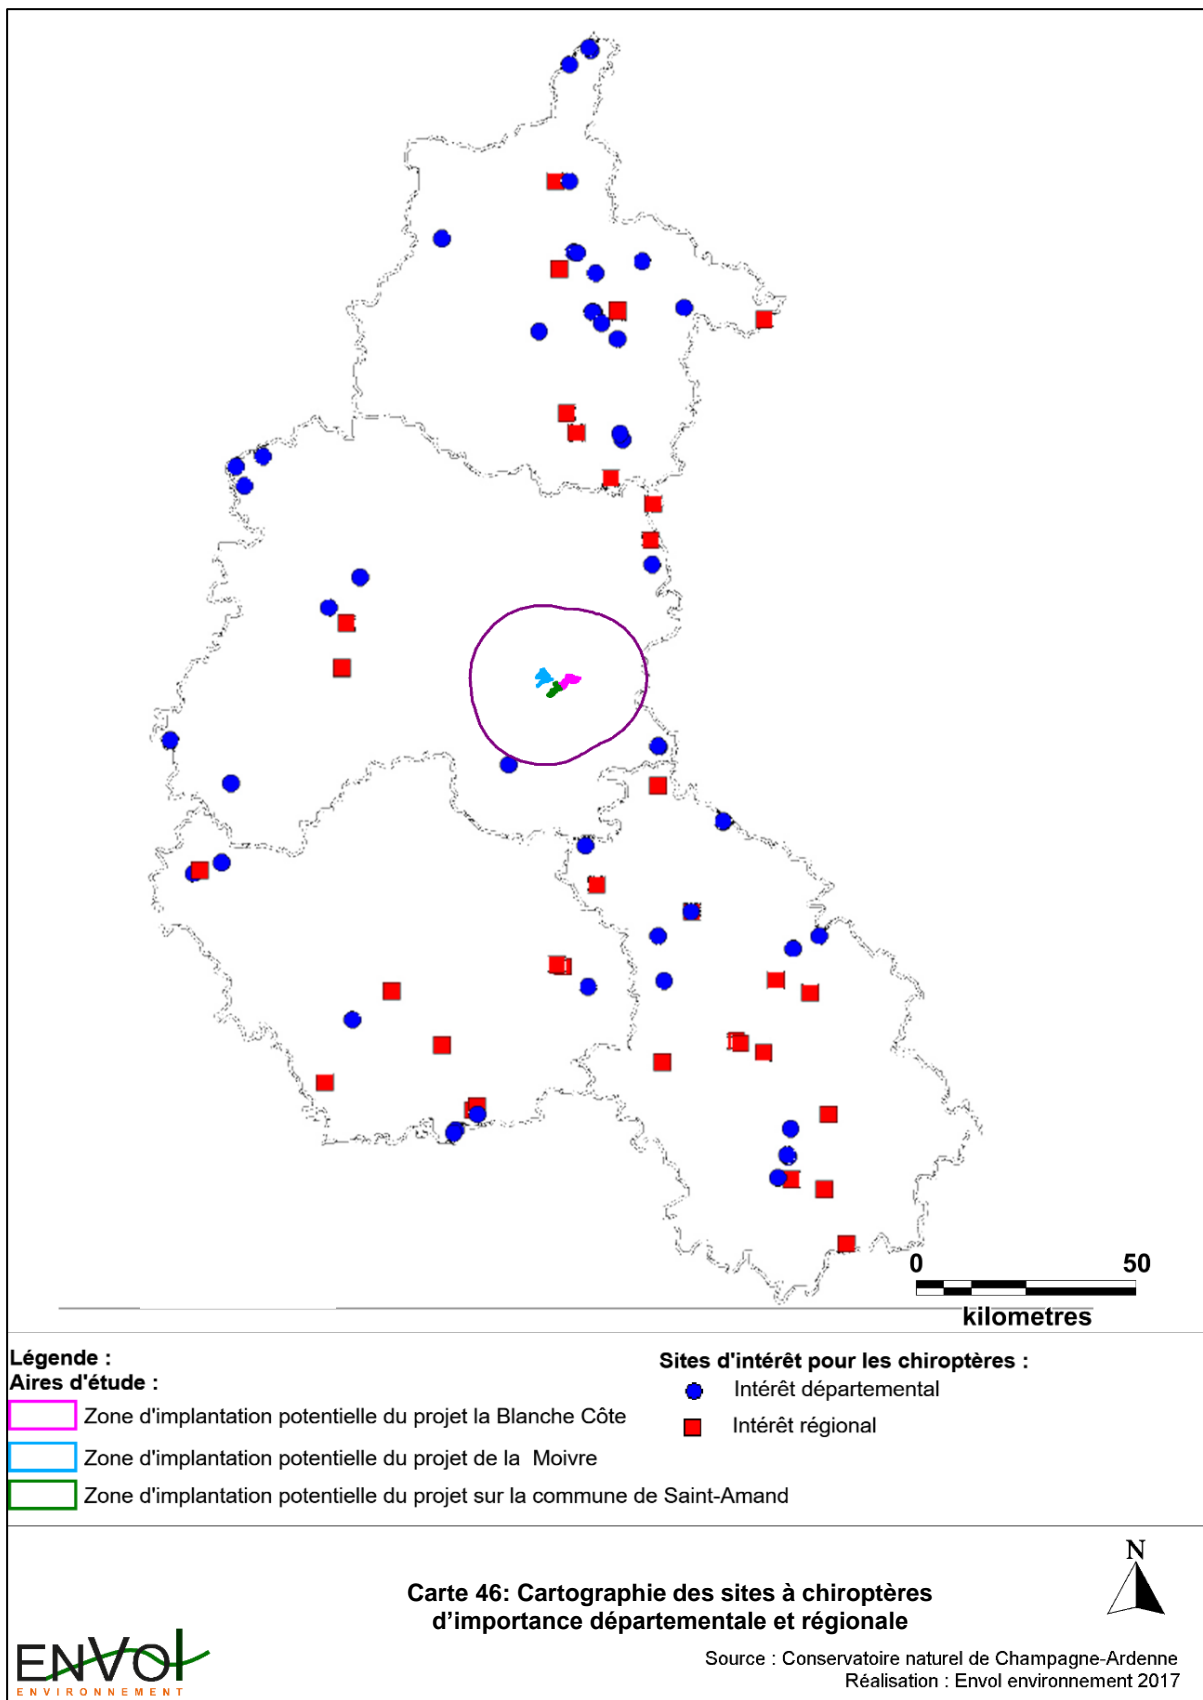 0 50
kilometres
Légende :
Aires d'étude :
Zone d'implantation potentielle du projet la Blanche Côte
Zone d'implantation potentielle du projet de la Moivre
Zone d'implantation potentielle du projet sur la commune de Saint-Amand
Sites d'intérêt pour les chiroptères :
Intérêt départemental
Intérêt régional
N
Carte 46: Cartographie des sites à chiroptères
d'importance départementale et régionale
Source : Conservatoire naturel de Champagne-Ardenne
Réalisation : Envol environnement 2017
ENVOl
ENVIRONNEMENT